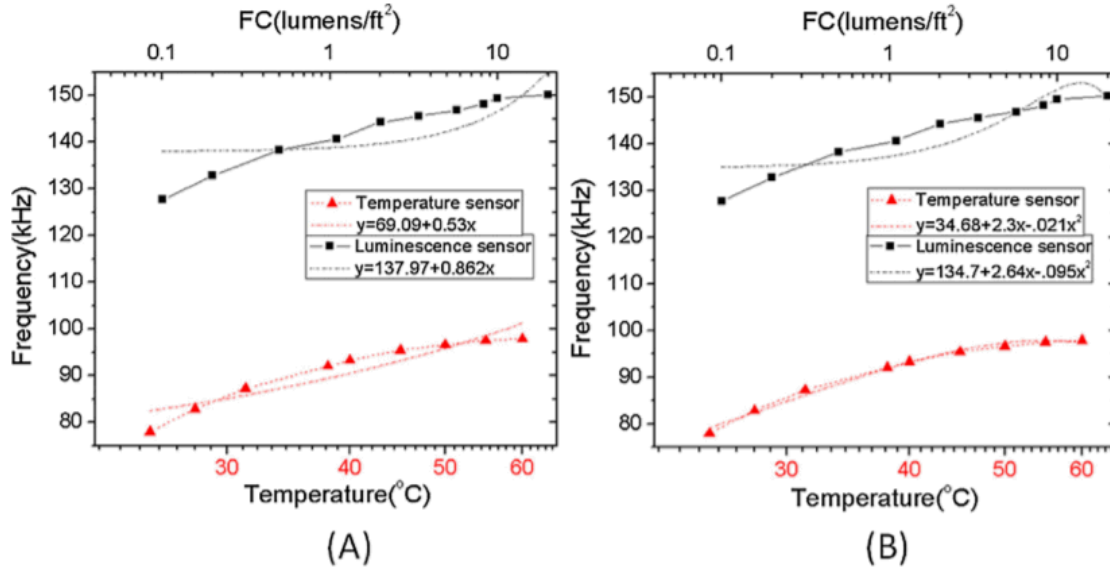 FC(lumens/ft²)
0.1 1 10
150
140
130
120
110
100
90
80
Frequency(kHz)
Temperature sensor
y=69.09+0.53x
Luminescence sensor
y=137.97+0.862x
30 40 50 60
Temperature(°C)
(A)
FC(lumens/ft²)
0.1 1 10
150
140
130
120
110
100
90
80
Frequency(kHz)
Temperature sensor
y=34.68+2.3x-.021x²
Luminescence sensor
y=134.7+2.64x-.095x²
30 40 50 60
Temperature(°C)
(B)